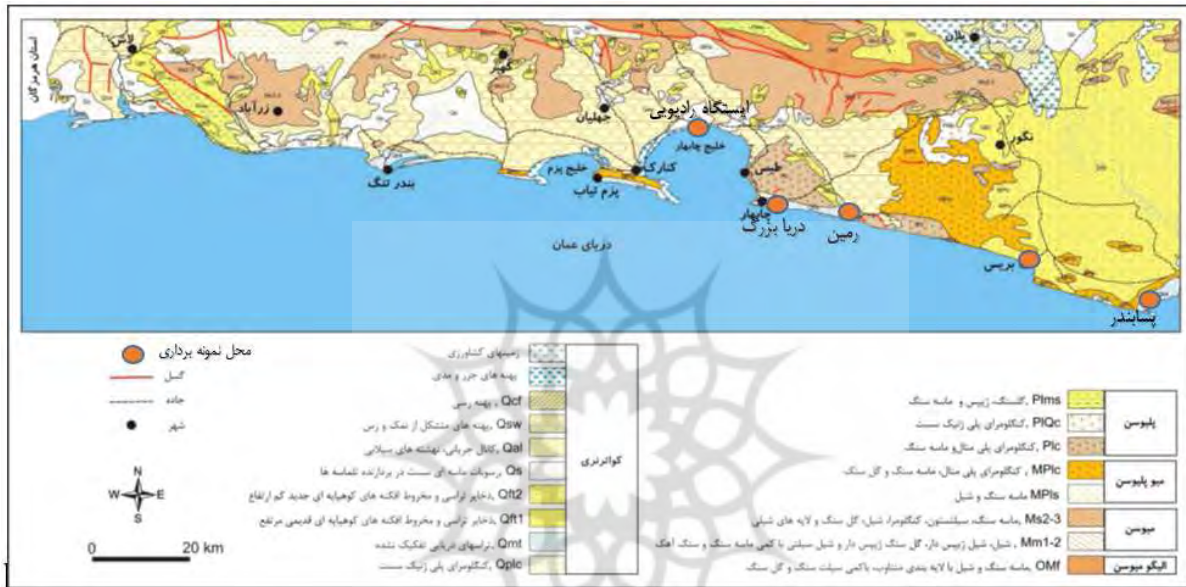 استان هرمزگان
لاش
زرآباد
گویر
جهلیان
ایستگاه رادیویی
خلیج چابهار
پلان
نگور
بندر تنگ
خلیج پزم
پزم تیاب
کنارک
طیس
چابهار
دریا بزرگ
رمین
بریس
پسابندر
دریای عمان
محل نمونه برداری
گسل
جاده
شهر
N
W E
S
0 20 km
کواترنری
زمینهای کشاورزی
پهنه های جزر و مدی
Qcf , پهنه رسی
Qsw , پهنه های متشکل از نمک و رس
Qal , کانال جریانی، نهشته های سیلابی
Qs , رسوبات ماسه ای سست در بردارنده تلماسه ها
Qft2 , ذخایر تراسی و مخروط افکنه های کوهپایه ای جدید کم ارتفاع
Qft1 , ذخایر تراسی و مخروط افکنه های کوهپایه ای قدیمی مرتفع
Qmt , تراسهای دریایی تفکیک نشده
Qplc , کنگلومرای پلی ژنیک سست
پلیوسن
Plms , گلسنگ، ژیپس و ماسه سنگ
PlQc , کنگلومرای پلی ژنیک سست
Plc , کنگلومرای پلی مثال و ماسه سنگ
میو پلیوسن
MPlc , کنگلومرای پلی مثال، ماسه سنگ و گل سنگ
MPls ماسه سنگ و شیل
میوسن
Ms2-3 , ماسه سنگ، سیلتستون، کنگلومرا، شیل، گل سنگ و لایه های شیلی
Mm1-2 , شیل، شیل ژیپس دار، گل سنگ ژیپس دار و شیل سیلتی با کمی ماسه سنگ و سنگ آهک
الیگو میوسن
OMf , ماسه سنگ و شیل با لایه بندی متناوب، باکمی سیلت سنگ و گل سنگ